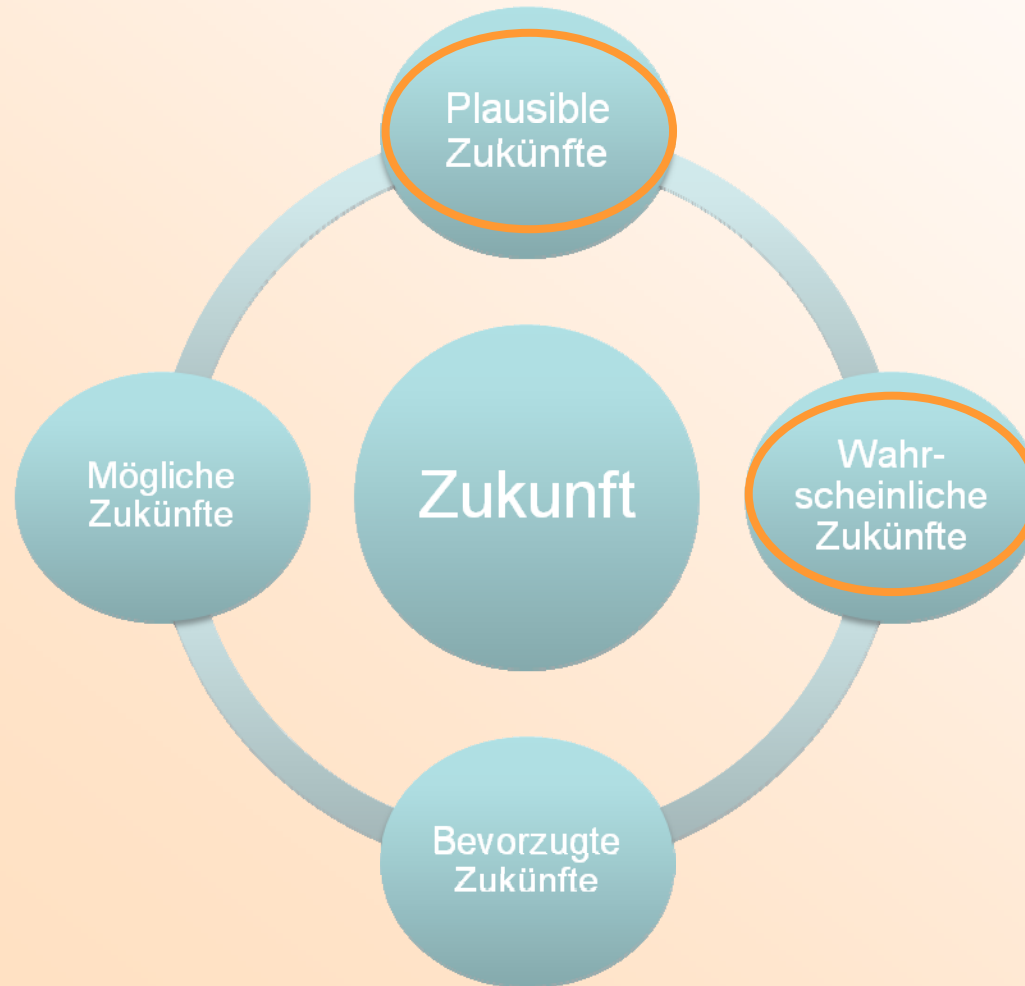 Plausible
Zukünfte
Mögliche
Zukünfte
Zukunft
Wahr-
scheinliche
Zukünfte
Bevorzugte
Zukünfte